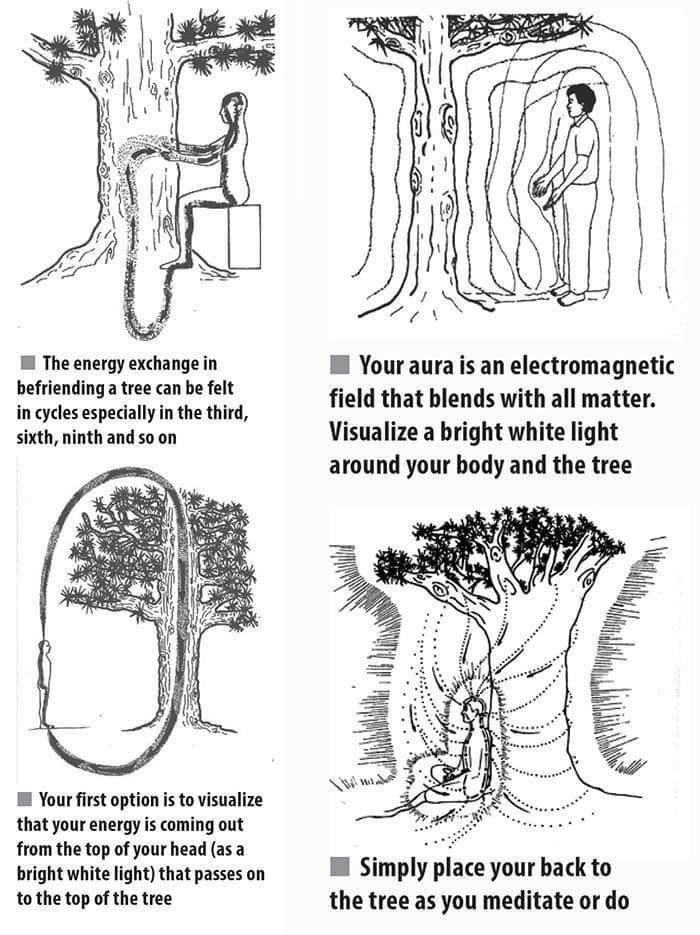 The energy exchange in
befriending a tree can be felt
in cycles especially in the third,
sixth, ninth and so on
Your aura is an electromagnetic
field that blends with all matter.
Visualize a bright white light
around your body and the tree
Your first option is to visualize
that your energy is coming out
from the top of your head (as a
bright white light) that passes on
to the top of the tree
Simply place your back to
the tree as you meditate or do